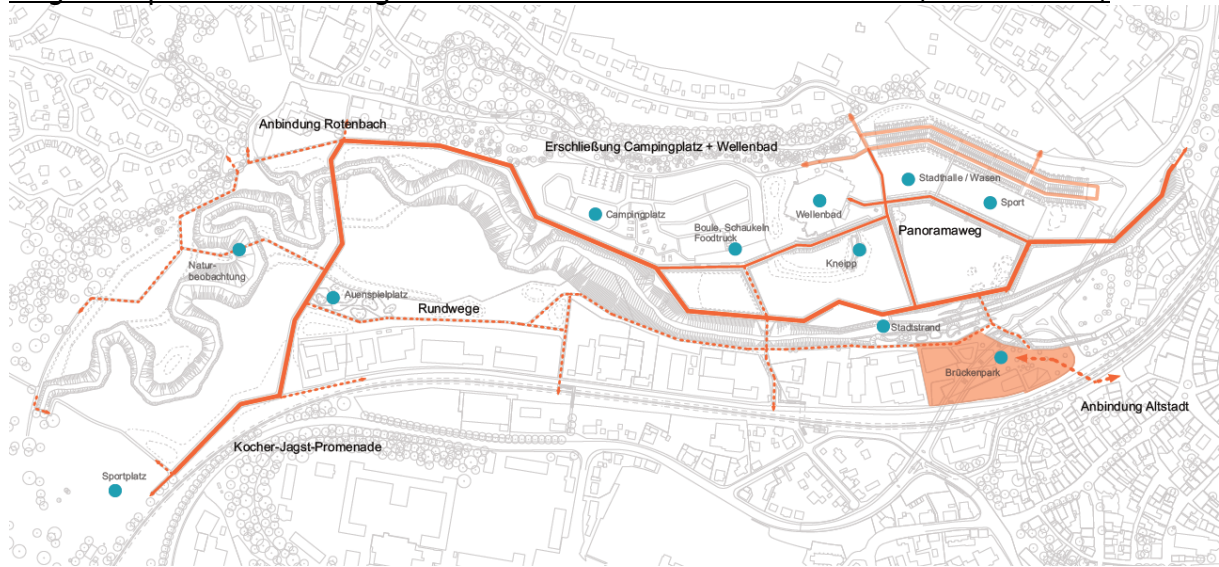 Anbindung Rotenbach
Erschließung Campingplatz + Wellenbad
Stadthalle / Wasen
Sport
Campingplatz
Wellenbad
Boule, Schaukeln
Foodtruck
Panoramaweg
Kneipp
Natur-
beobachtung
Auenspielplatz
Rundwege
Stadtstrand
Brückenpark
Anbindung Altstadt
Kocher-Jagst-Promenade
Sportplatz